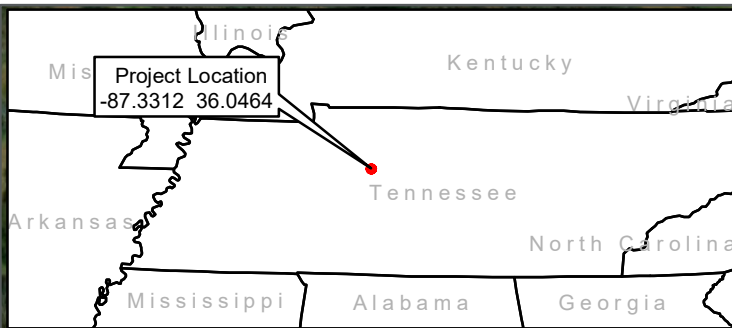 Illinois
Mis
Project Location
-87.3312 36.0464
Kentucky
Virginia
Tennessee
Arkansas
North Carolina
Mississippi
Alabama
Georgia